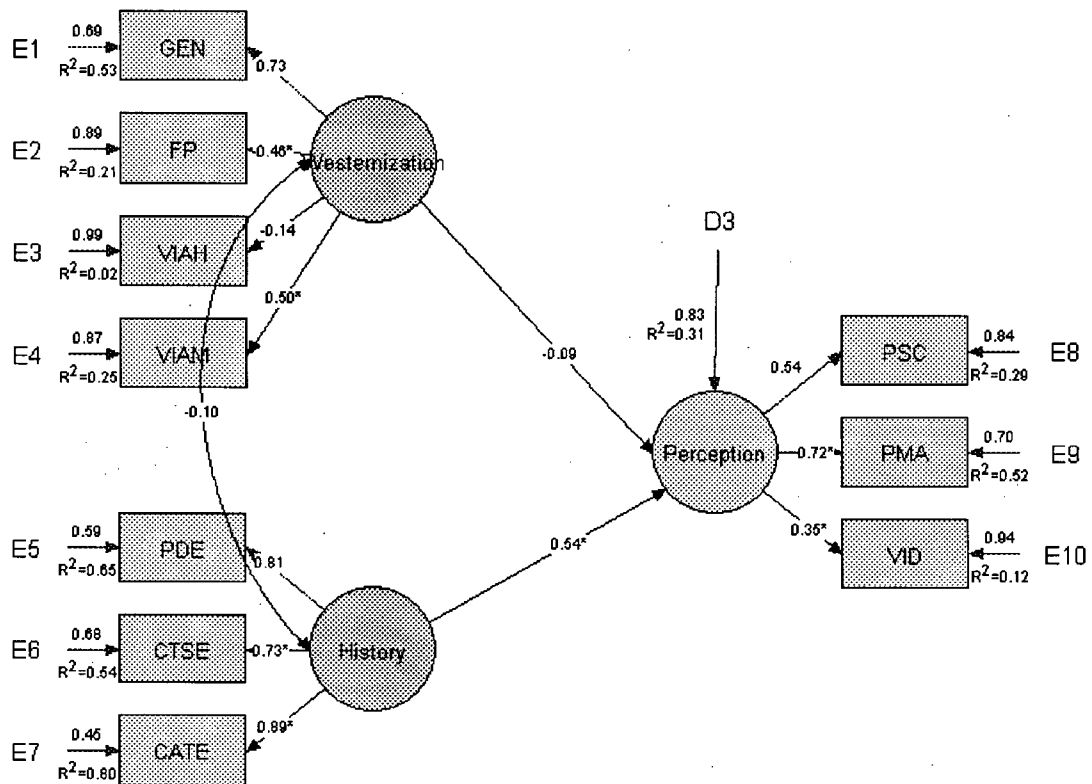 E1
0.69
R²=0.53
GEN
0.73
E2
0.89
R²=0.21
FP
-0.46*
Westernization
E3
0.99
R²=0.02
VIAH
-0.14
E4
0.87
R²=0.25
VIAM
0.50*
-0.10
E5
0.59
R²=0.65
PDE
0.81
E6
0.68
R²=0.54
CTSE
0.73*
History
E7
0.45
R²=0.80
CATE
0.89*
-0.09
0.54*
D3
0.83
R²=0.31
Perception
0.54
PSC
0.84
R²=0.29
E8
0.72*
PMA
0.70
R²=0.52
E9
0.35*
VID
0.94
R²=0.12
E10